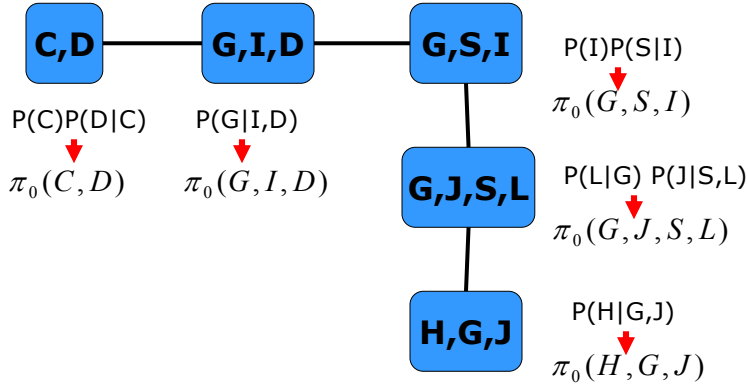 C,D
G,I,D
G,S,I
P(I)P(S|I)
π₀(G, S, I)
P(C)P(D|C)
P(G|I,D)
π₀(C, D)
π₀(G, I, D)
G,J,S,L
P(L|G) P(J|S,L)
π₀(G, J, S, L)
H,G,J
P(H|G,J)
π₀(H, G, J)